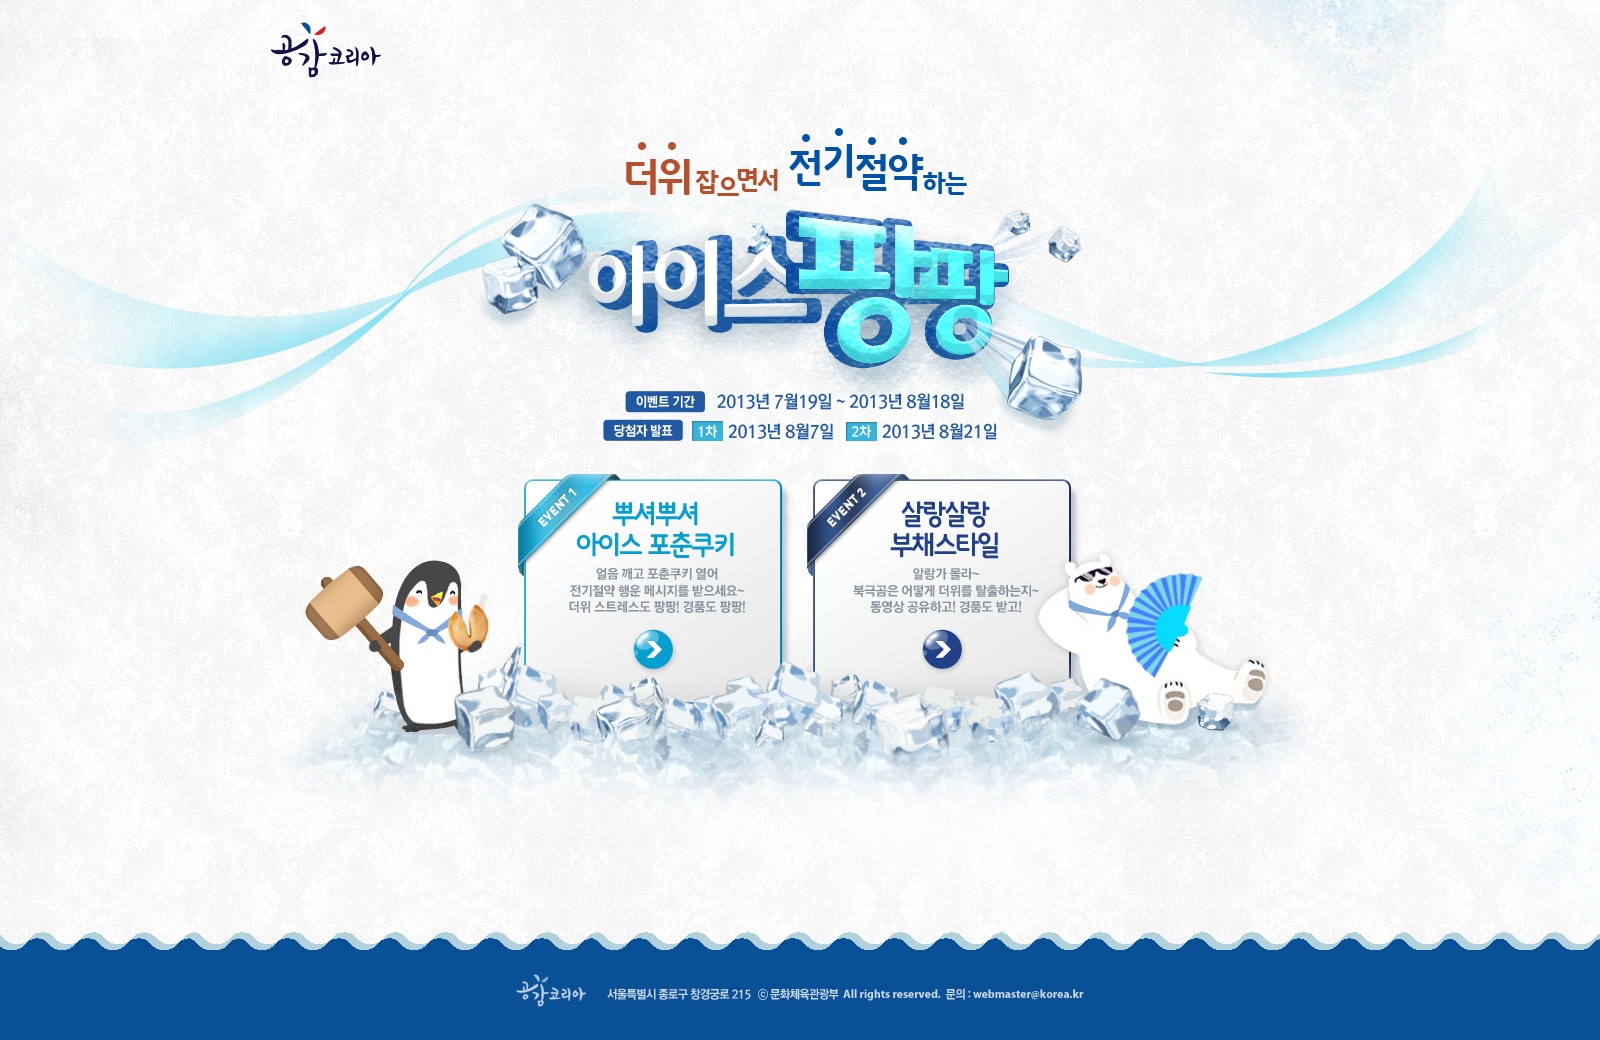 공감코리아
더위 잡으면서 전기절약하는
아이스팡팡
이벤트 기간 2013년 7월19일 ~ 2013년 8월18일
당첨자 발표 1차 2013년 8월7일 2차 2013년 8월21일
EVENT 1
뿌셔뿌셔
아이스 포춘쿠키
얼음 깨고 포춘쿠키 열어
전기절약 행운 메시지를 받으세요~
더위 스트레스도 팡팡! 경품도 팡팡!
EVENT 2
살랑살랑
부채스타일
알랑가 몰라~
북극곰은 어떻게 더위를 탈출하는지~
동영상 공유하고! 경품도 받고!
공감코리아 서울특별시 종로구 창경궁로 215 ⓒ 문화체육관광부 All rights reserved. 문의 : webmaster@korea.kr